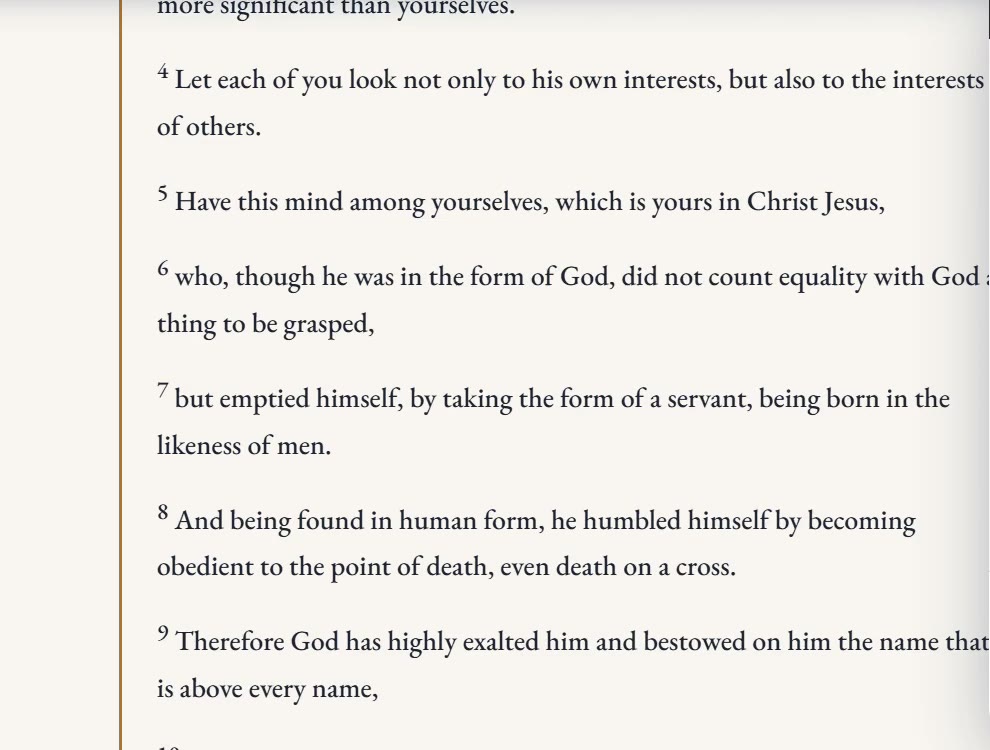 more significant than yourselves.
4 Let each of you look not only to his own interests, but also to the interests
of others.
5 Have this mind among yourselves, which is yours in Christ Jesus,
6 who, though he was in the form of God, did not count equality with God
thing to be grasped,
7 but emptied himself, by taking the form of a servant, being born in the
likeness of men.
8 And being found in human form, he humbled himself by becoming
obedient to the point of death, even death on a cross.
9 Therefore God has highly exalted him and bestowed on him the name that
is above every name,